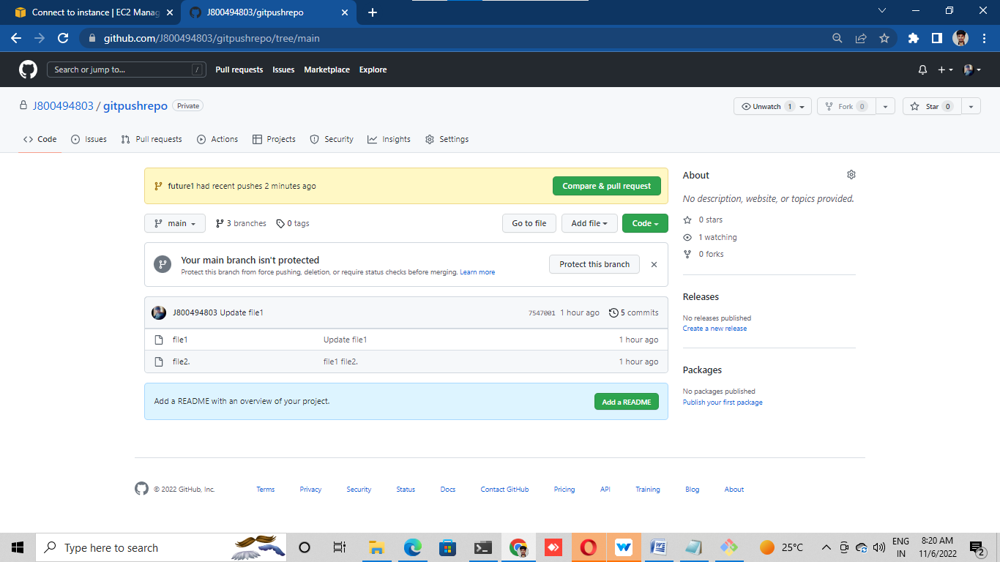 Connect to instance | EC2 Manag
J800494803/gitpushrepo
github.com/J800494803/gitpushrepo/tree/main
Search or jump to... /
Pull requests Issues Marketplace Explore
J800494803 / gitpushrepo Private
Unwatch 1 Fork 0 Star 0
Code Issues Pull requests Actions Projects Security Insights Settings
future1 had recent pushes 2 minutes ago
Compare & pull request
main 3 branches 0 tags
Go to file Add file Code
Your main branch isn't protected
Protect this branch from force pushing, deletion, or require status checks before merging. Learn more
Protect this branch
J800494803 Update file1 7547001 1 hour ago 5 commits
file1 Update file1 1 hour ago
file2. file1 file2. 1 hour ago
Add a README with an overview of your project.
Add a README
About
No description, website, or topics provided.
0 stars
1 watching
0 forks
Releases
No releases published
Create a new release
Packages
No packages published
Publish your first package
© 2022 GitHub, Inc. Terms Privacy Security Status Docs Contact GitHub Pricing API Training Blog About
Type here to search
25°C
ENG
IN
8:20 AM
11/6/2022
2